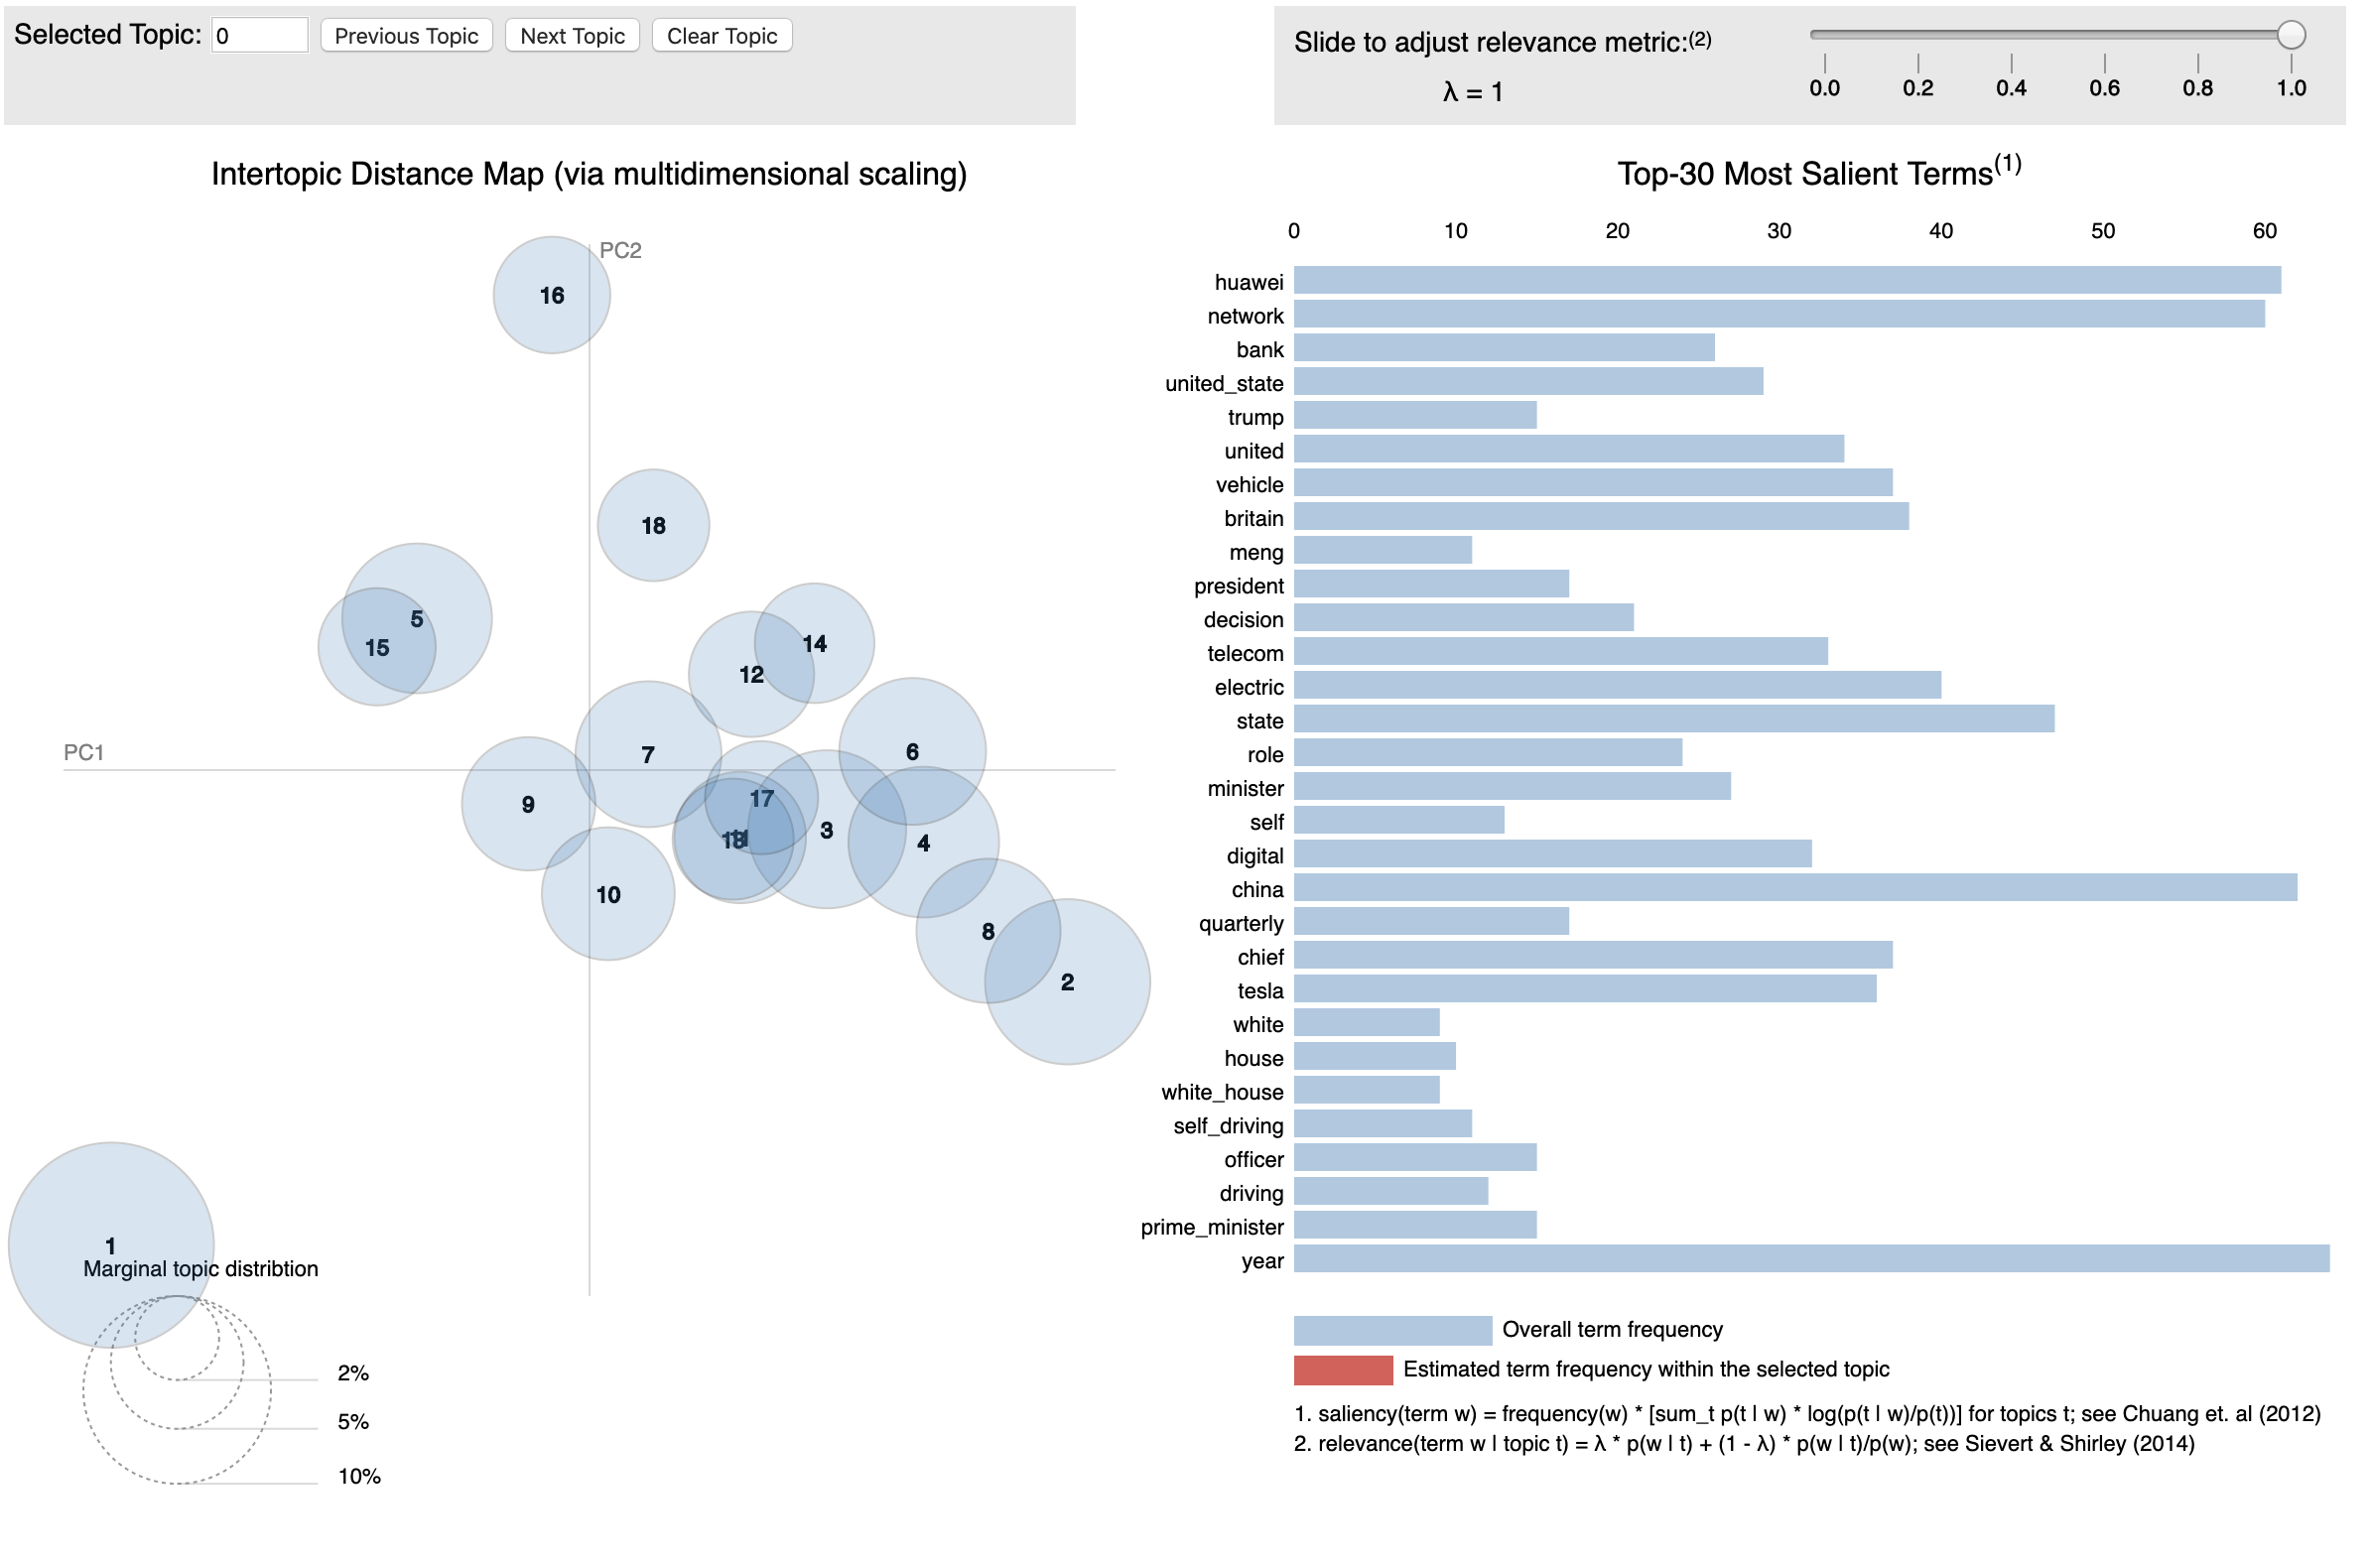 Selected Topic: 0 Previous Topic Next Topic Clear Topic
Slide to adjust relevance metric:(2)
λ = 1
0.0 0.2 0.4 0.6 0.8 1.0
Intertopic Distance Map (via multidimensional scaling)
PC2
PC1
16
18
5
15
14
12
7
6
9
17
3
4
10
8
2
1
Marginal topic distribtion
2%
5%
10%
Top-30 Most Salient Terms(1)
0 10 20 30 40 50 60
huawei
network
bank
united_state
trump
united
vehicle
britain
meng
president
decision
telecom
electric
state
role
minister
self
digital
china
quarterly
chief
tesla
white
house
white_house
self_driving
officer
driving
prime_minister
year
Overall term frequency
Estimated term frequency within the selected topic
1. saliency(term w) = frequency(w) * [sum_t p(t | w) * log(p(t | w)/p(t))] for topics t; see Chuang et. al (2012)
2. relevance(term w | topic t) = λ * p(w | t) + (1 - λ) * p(w | t)/p(w); see Sievert & Shirley (2014)